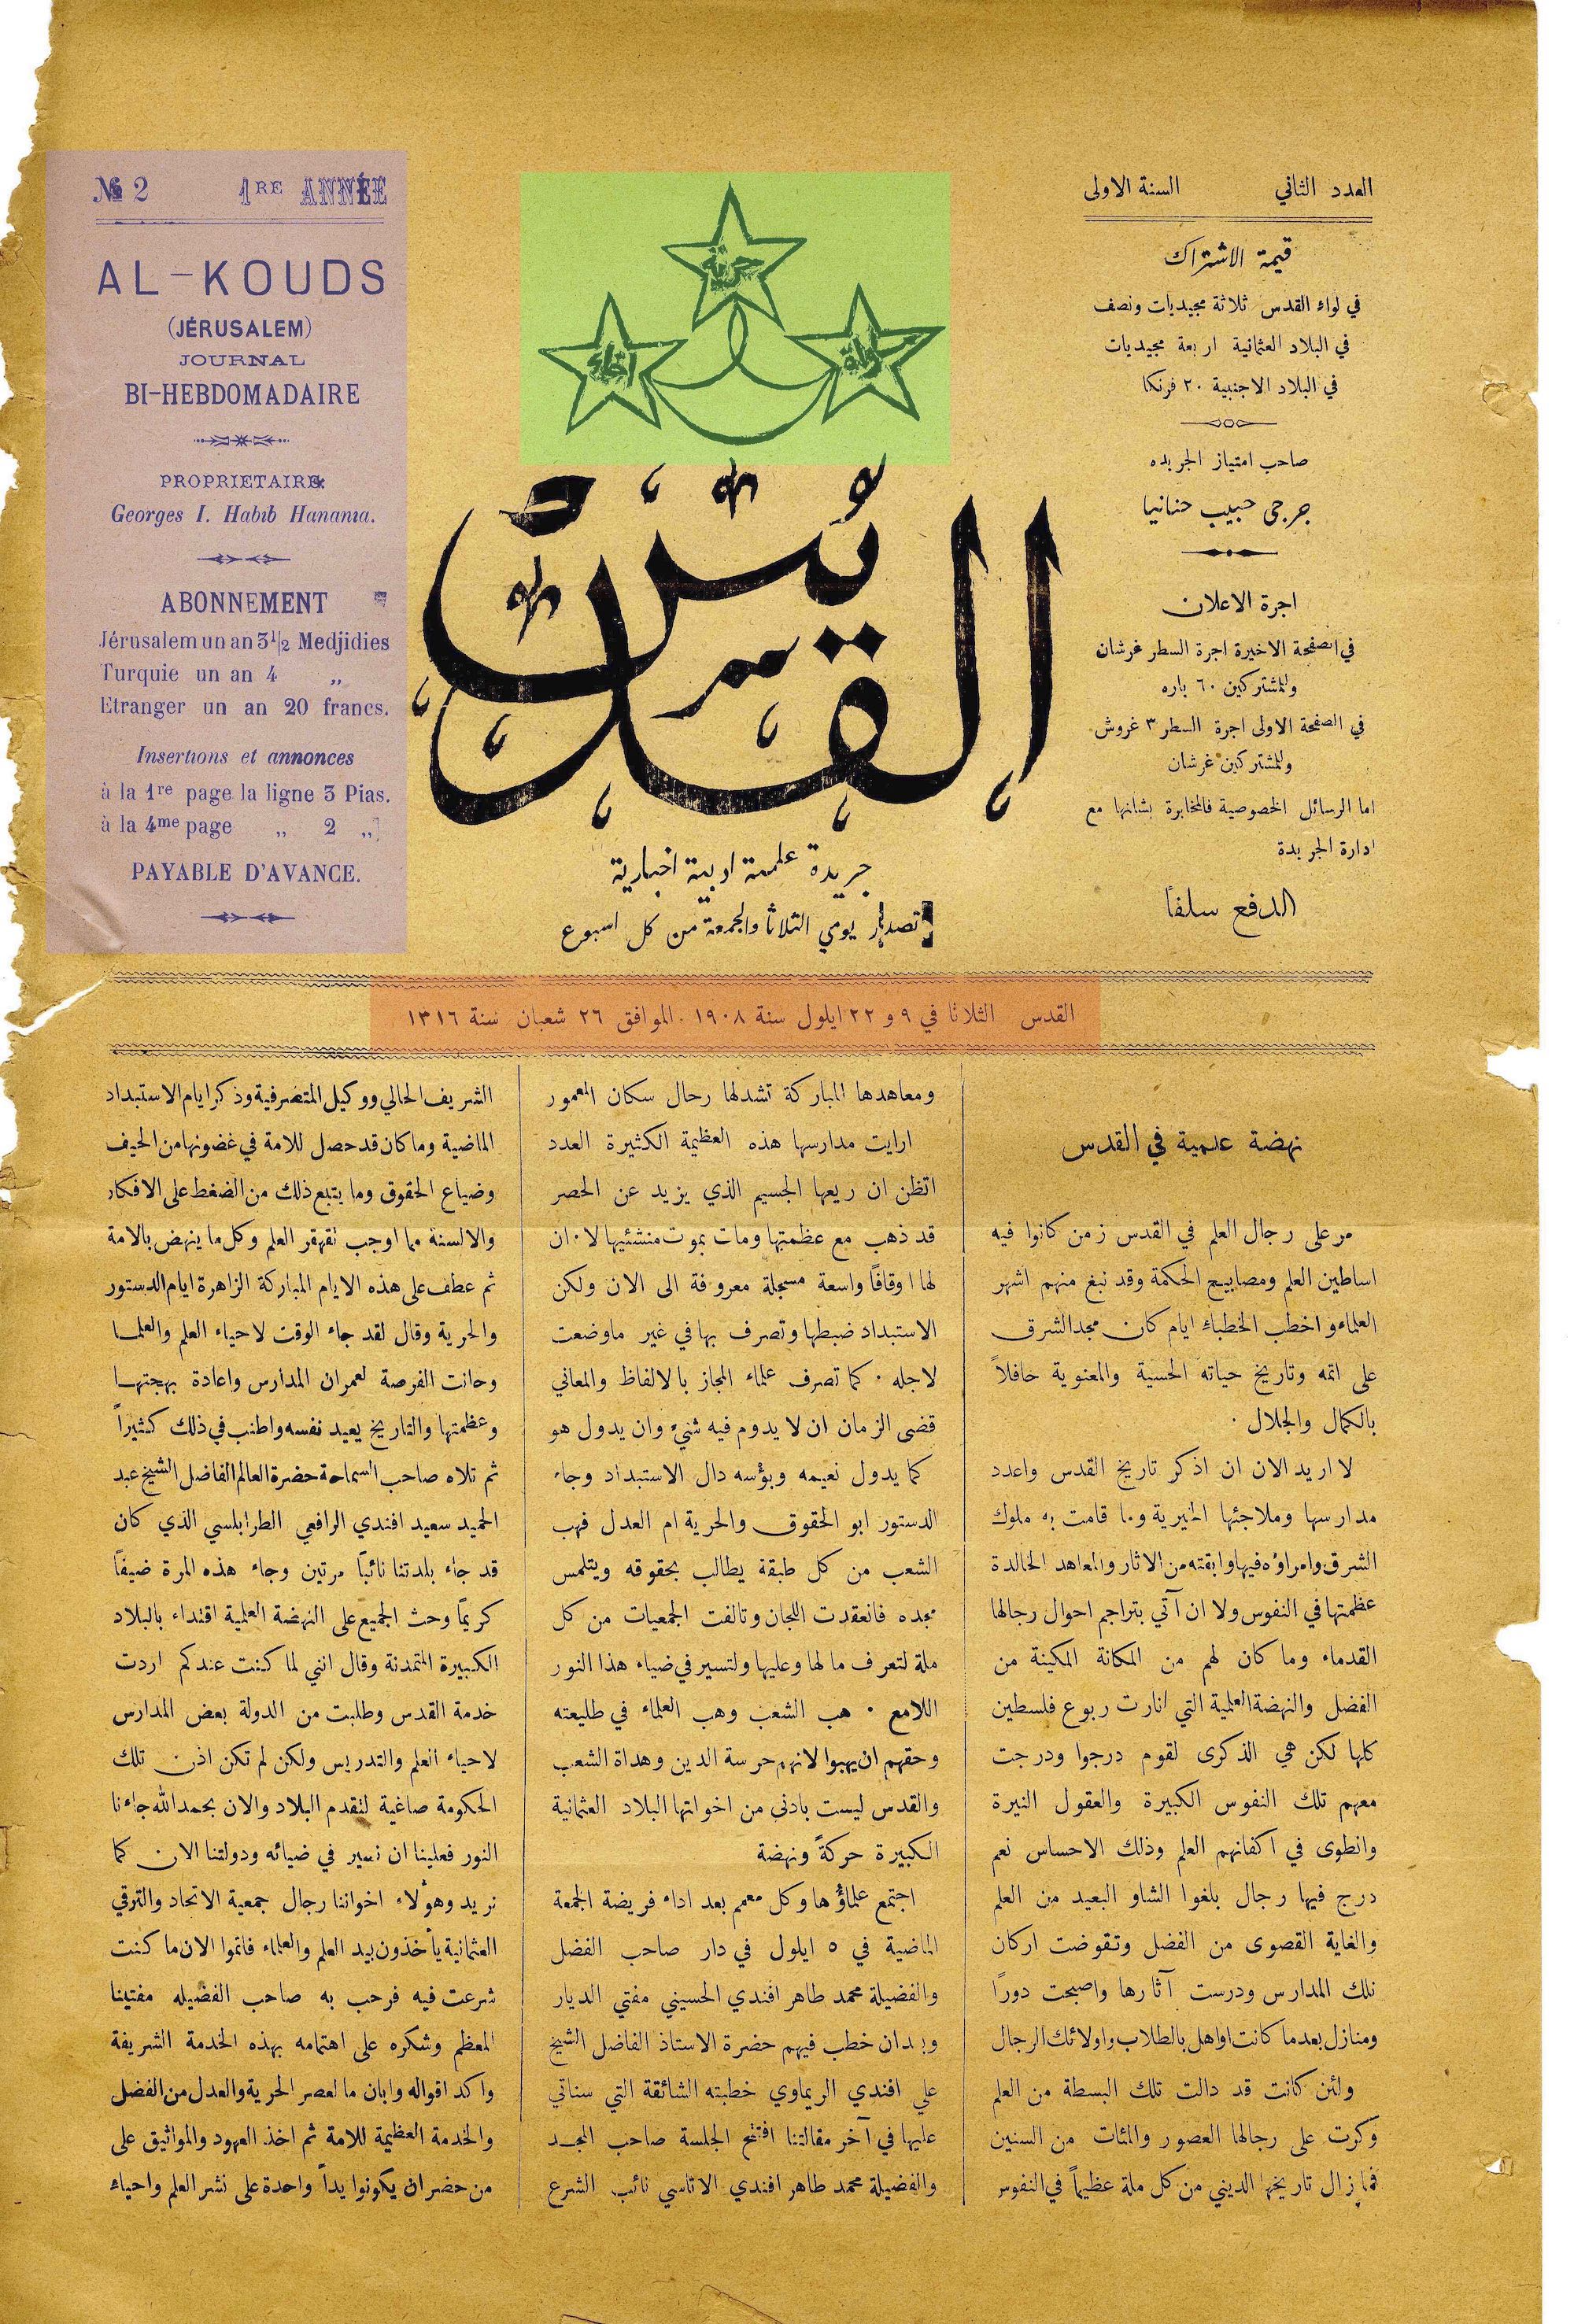 № 2 1RE ANNÉE
AL-KOUDS
(JÉRUSALEM)
JOURNAL
BI-HEBDOMADAIRE
PROPRIETAIRE
Georges I. Habib Hanania.
ABONNEMENT
Jérusalem un an 3½ Medjidies
Turquie un an 4 „
Etranger un an 20 francs.
Insertions et annonces
à la 1re page la ligne 3 Pias.
à la 4me page „ 2 „
PAYABLE D'AVANCE.
حرية
اخاء
القدس
جريدة علمية ادبية اخبارية
تصدر يومي الثلاثا والجمعة من كل اسبوع
العدد الثاني السنة الاولى
قيمة الاشتراك
في لواء القدس ثلاثة مجيديات ونصف
في البلاد العثمانية اربعة مجيديات
في البلاد الاجنبية ٢٠ فرنكا
صاحب امتياز الجريده
جرجي حبيب حنانيا
اجرة الاعلان
في الصفحة الاخيرة اجرة السطر غرشان
وللمشتركين ٦٠ باره
في الصفحة الاولى اجرة السطر ٣ غروش
وللمشتركين غرشان
اما الرسائل الخصوصية فالمخابرة بشانها مع
ادارة الجريدة
الدفع سلفا
القدس الثلاثا في ٩ و ٢٢ ايلول سنة ١٩٠٨ . الموافق ٢٦ شعبان سنة ١٣١٦
نهضة علمية في القدس
مر على رجال العلم في القدس زمن كانوا فيه
اساطين العلم ومصابيح الحكمة وقد نبغ منهم اشهر
العلماء واخطب الخطباء ايام كان مجد الشرق
على اتمه وتاريخ حياته الحسية والمعنوية حافلاً
بالكمال والجلال .
لا اريد الان ان اذكر تاريخ القدس واعدد
مدارسها وملاجئها الخيرية وما قامت به ملوك
الشرق وامراؤه فيها وابقته من الاثار والمعاهد الخالدة
عظمتها في النفوس ولا ان آتي بتراجم احوال رجالها
القدماء وما كان لهم من المكانة المكينة من
الفضل والنهضة العلمية التي انارت ربوع فلسطين
كلها لكن هي الذكرى لقوم درجوا ودرجت
معهم تلك النفوس الكبيرة والعقول النيرة
وانطوى في اكفانهم العلم وذلك الاحساس نعم
درج فيها رجال بلغوا الشاو البعيد من العلم
والغاية القصوى من الفضل وتقوضت اركان
تلك المدارس ودرست آثارها واصبحت دورًا
ومنازل بعدما كانت اواهل بالطلاب واولائك الرجال
ولئن كانت قد دالت تلك البسطة من العلم
وكرت على رجالها العصور والمئات من السنين
فما زال تاريخها الديني من كل ملة عظيماً في النفوس
ومعاهدها المباركة تشد لها رحال سكان المعمور
ارايت مدارسها هذه العظيمة الكثيرة العدد
اتظن ان ريعها الجسيم الذي يزيد عن الحصر
قد ذهب مع عظمتها ومات بموت منشئيها لا . ان
لها اوقافًا واسعة مسجلة معروفة الى الان ولكن
الاستبداد ضبطها وتصرف بها في غير ما وضعت
لاجله . كما تصرف علماء المجاز بالالفاظ والمعاني
قضى الزمان ان لا يدوم فيه شيء وان يدول هو
كما يدول نعيمه وبؤسه دال الاستبداد وجاء
الدستور ابو الحقوق والحرية ام العدل فهب
الشعب من كل طبقة يطالب بحقوقه ويتلمس
مجده فانعقدت اللجان وتالفت الجمعيات من كل
ملة لتعرف ما لها وعليها ولتسير في ضياء هذا النور
اللامع . هب الشعب وهب العلماء في طليعته
وحقهم ان يهبوا لانهم حرسة الدين وهداة الشعب
والقدس ليست بادنى من اخواتها البلاد العثمانية
الكبيرة حركةً ونهضة
اجتمع علماؤها وكل معمم بعد اداء فريضة الجمعة
الماضية في ٥ ايلول في دار صاحب الفضل
والفضيلة محمد طاهر افندي الحسيني مفتي الديار
وبعد ان خطب فيهم حضرة الاستاذ الفاضل الشيخ
علي افندي الريماوي خطبته الشائقة التي سناتي
عليها في آخر مقالتنا افتتح الجلسة صاحب المجد
والفضيلة محمد طاهر افندي الاتاسي نائب الشرع
الشريف الحالي ووكيل المتصرفية وذكر ايام الاستبداد
الماضية وما كان قد حصل للامة في غضونها من الحيف
وضياع الحقوق وما يتبع ذلك من الضغط على الافكار
والالسنة مما اوجب تقهقر العلم وكل ما ينهض بالامة
ثم عطف على هذه الايام المباركة الزاهرة ايام الدستور
والحرية وقال لقد جاء الوقت لاحياء العلم والعلما
وحانت الفرصة لعمران المدارس واعادة بهجتها
وعظمتها والتاريخ يعيد نفسه واطنب في ذلك كثيراً
ثم تلاه صاحب السماحة حضرة العالم الفاضل الشيخ عبد
الحميد سعيد افندي الرافعي الطرابلسي الذي كان
قد جاء بلدتنا نائباً مرتين وجاء هذه المرة ضيفاً
كريماً وحث الجميع على النهضة العلمية اقتداء بالبلاد
الكبيرة المتمدنة وقال انني لما كنت عندكم اردت
خدمة القدس وطلبت من الدولة بعض المدارس
لاحياء العلم والتدريس ولكن لم تكن اذن تلك
الحكومة صاغية لتقدم البلاد والان بحمد الله جاءنا
النور فعلينا ان نسير في ضيائه ودولتنا الان كما
نريد وهؤلاء اخواننا رجال جمعية الاتحاد والترقي
العثمانية ياخذون بيد العلم والعلماء فاتموا الان ما كنت
شرعت فيه فرحب به صاحب الفضيله مفتينا
المعظم وشكره على اهتمامه بهذه الخدمة الشريفة
واكد اقواله وابان ما لعصر الحرية والعدل من الفضل
والخدمة العظيمة للامة ثم اخذ العهود والمواثيق على
من حضر ان يكونوا يداً واحدة على نشر العلم واحياء